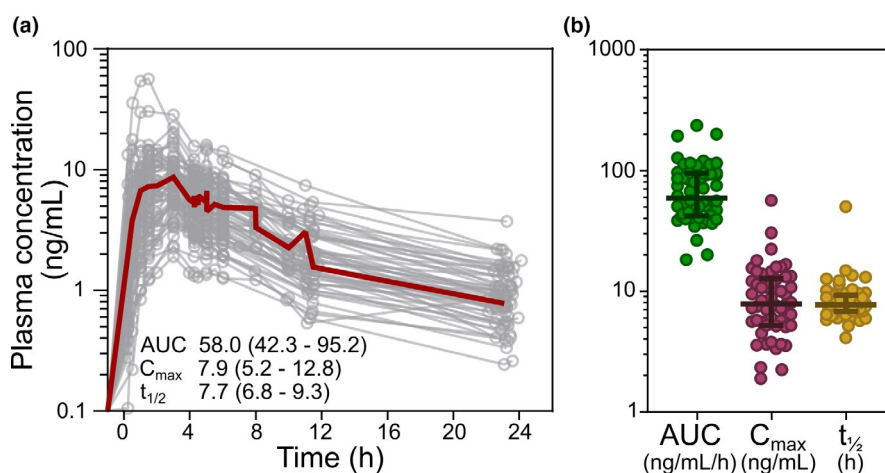 (a)
100
10
1
0.1
Plasma concentration
(ng/mL)
AUC 58.0 (42.3 - 95.2)
Cmax 7.9 (5.2 - 12.8)
t1/2 7.7 (6.8 - 9.3)
0 4 8 12 16 20 24
Time (h)
(b)
1000
100
10
1
AUC Cmax t½
(ng/mL/h) (ng/mL) (h)